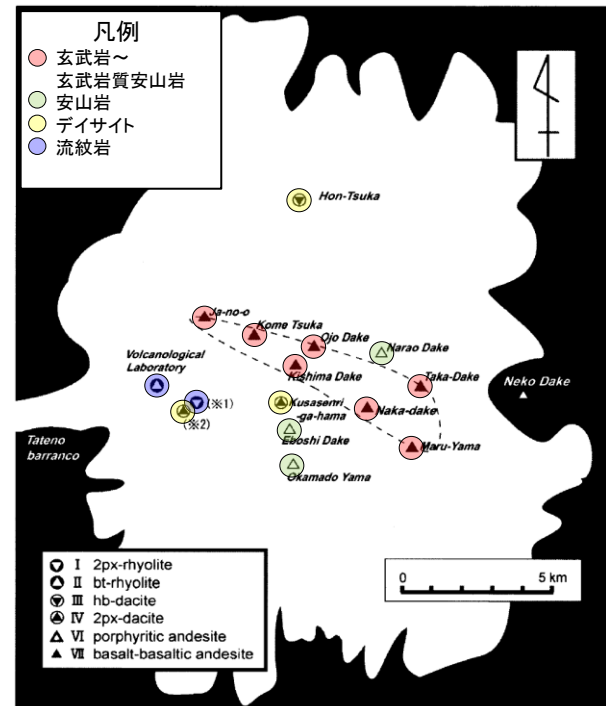 凡例
玄武岩～
玄武岩質安山岩
安山岩
デイサイト
流紋岩
Hon-Tsuka
Ja-no-o
Kome Tsuka
Ojo Dake
Narao Dake
Volcanological
Laboratory
Kishima Dake
Taka-Dake
Neko Dake
(※1)
Kusasenri
-ga-hama
Naka-dake
(※2)
Eboshi Dake
Maru-Yama
Tateno
barranco
Okamado Yama
I 2px-rhyolite
II bt-rhyolite
III hb-dacite
IV 2px-dacite
VI porphyritic andesite
VII basalt-basaltic andesite
0 5 km